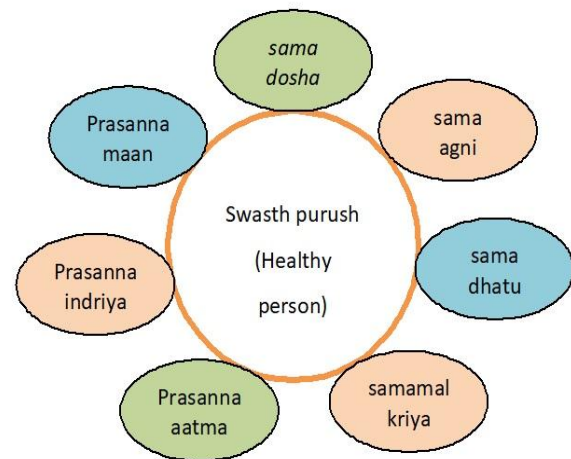 sama
dosha
sama
agni
sama
dhatu
samamal
kriya
Prasanna
aatma
Prasanna
indriya
Prasanna
maan
Swasth purush
(Healthy
person)